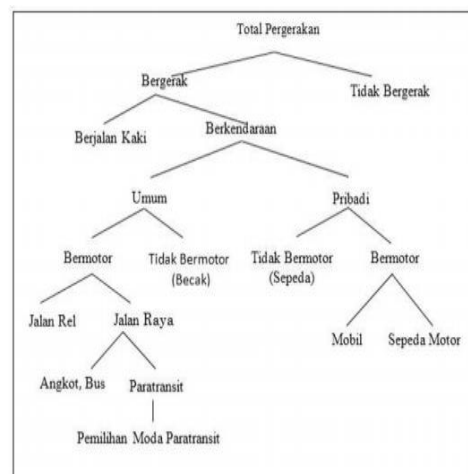 Total Pergerakan
Bergerak
Tidak Bergerak
Berjalan Kaki
Berkendaraan
Umum
Pribadi
Bermotor
Tidak Bermotor
(Becak)
Tidak Bermotor
(Sepeda)
Bermotor
Jalan Rel
Jalan Raya
Mobil
Sepeda Motor
Angkot, Bus
Paratransit
Pemilihan Moda Paratransit